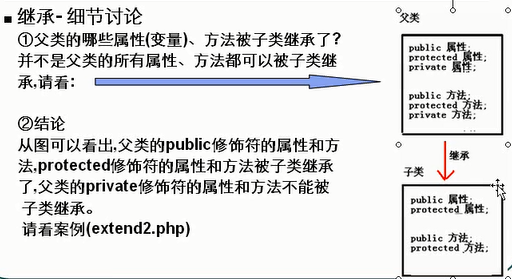 ■ 继承-细节讨论
①父类的哪些属性(变量)、方法被子类继承了?
并不是父类的所有属性、方法都可以被子类继
承,请看:
②结论
从图可以看出,父类的public修饰符的属性和方
法,protected修饰符的属性和方法被子类继承
了,父类的private修饰符的属性和方法不能被
子类继承。
请看案例(extend2.php)
父类
public 属性;
protected 属性;
private 属性;
public 方法;
protected 方法;
private 方法;
继承
子类
public 属性;
protected 属性;
public 方法;
protected 方法;